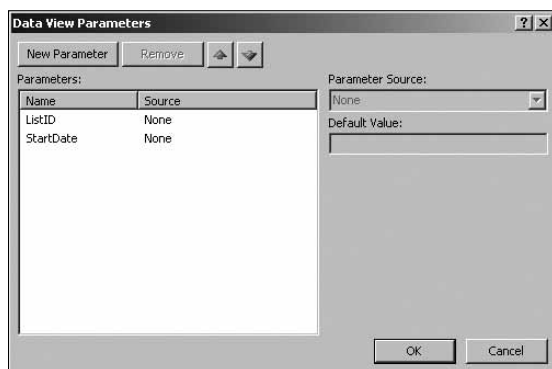 Data View Parameters
New Parameter Remove
Parameters:
Name Source
ListID None
StartDate None
Parameter Source:
None
Default Value:
OK Cancel